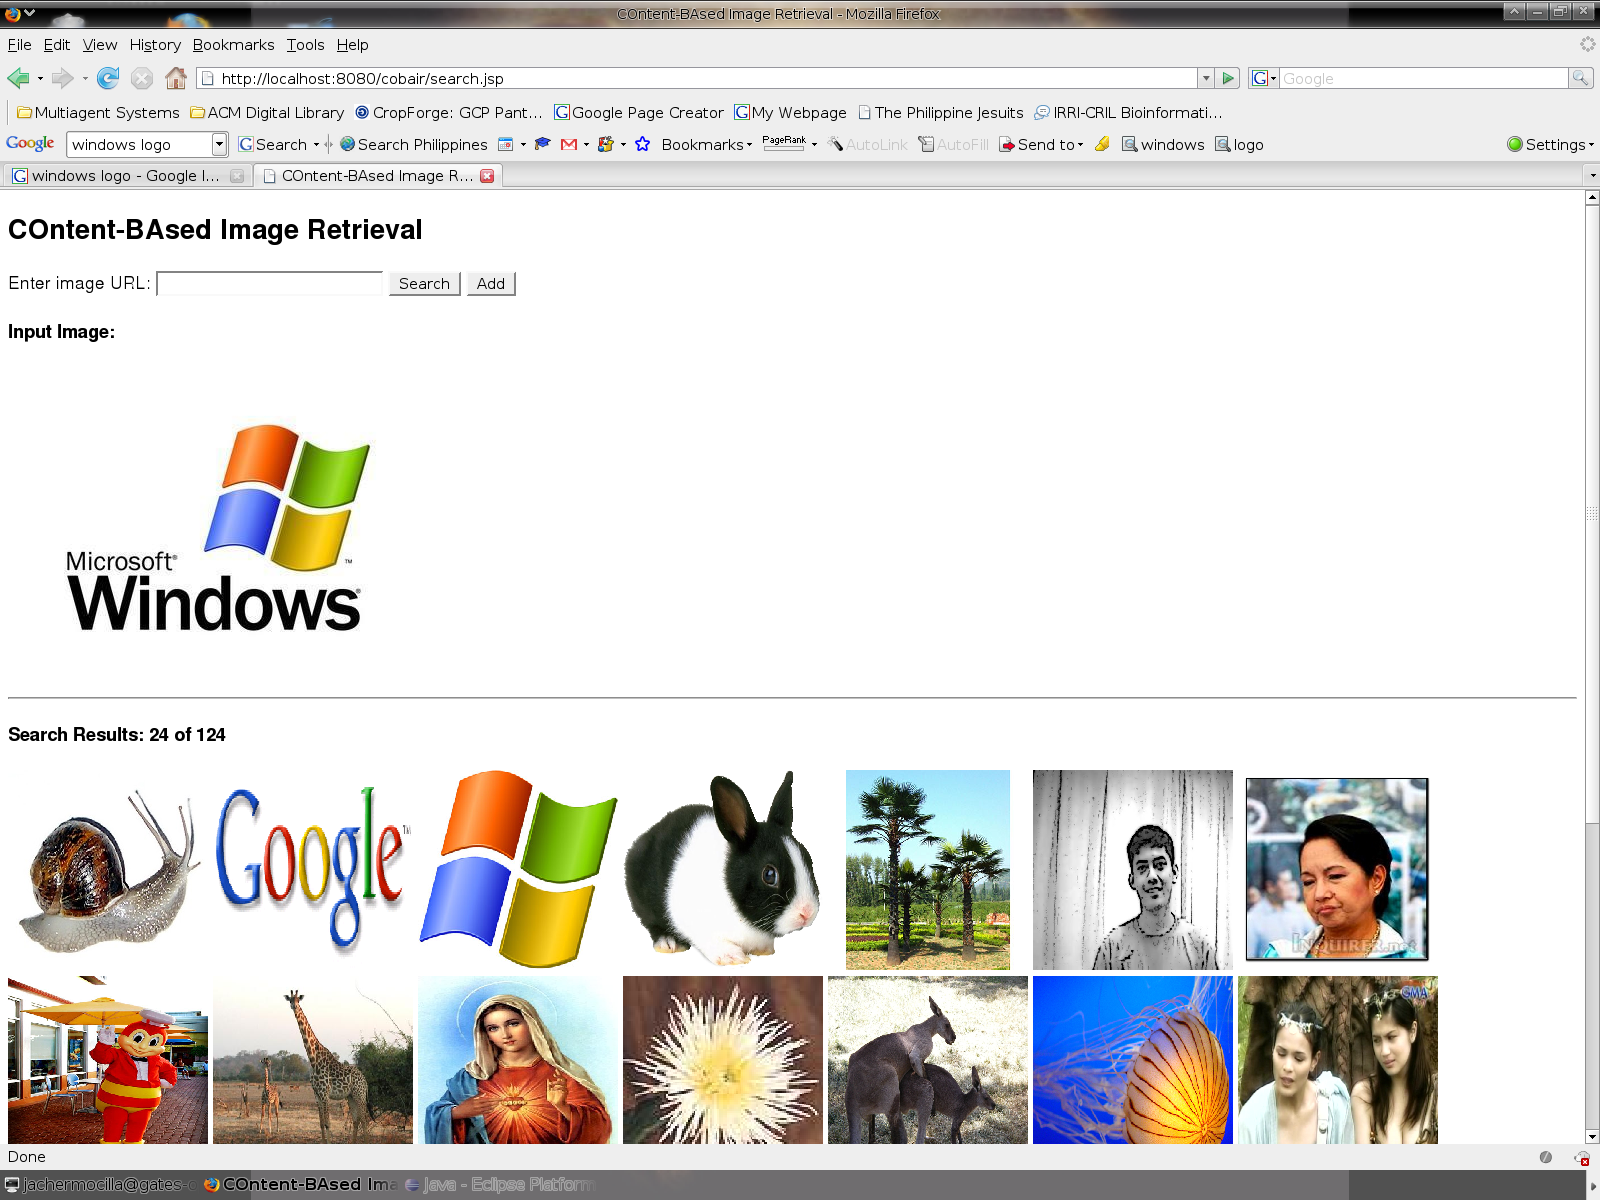 COntent-BAsed Image Retrieval - Mozilla Firefox
File Edit View History Bookmarks Tools Help
http://localhost:8080/cobair/search.jsp
G Google
Multiagent Systems ACM Digital Library CropForge: GCP Pant... Google Page Creator My Webpage The Philippine Jesuits IRRI-CRIL Bioinformati...
Google windows logo Search Search Philippines Bookmarks PageRank AutoLink AutoFill Send to windows logo Settings
windows logo - Google I... COntent-BAsed Image R...
COntent-BAsed Image Retrieval
Enter image URL: Search Add
Input Image:
Microsoft®
Windows®
™
Search Results: 24 of 124
Google™
INQUIRER.net
GMA
Done
jachermocilla@gates- COntent-BAsed Ima Java - Eclipse Platform